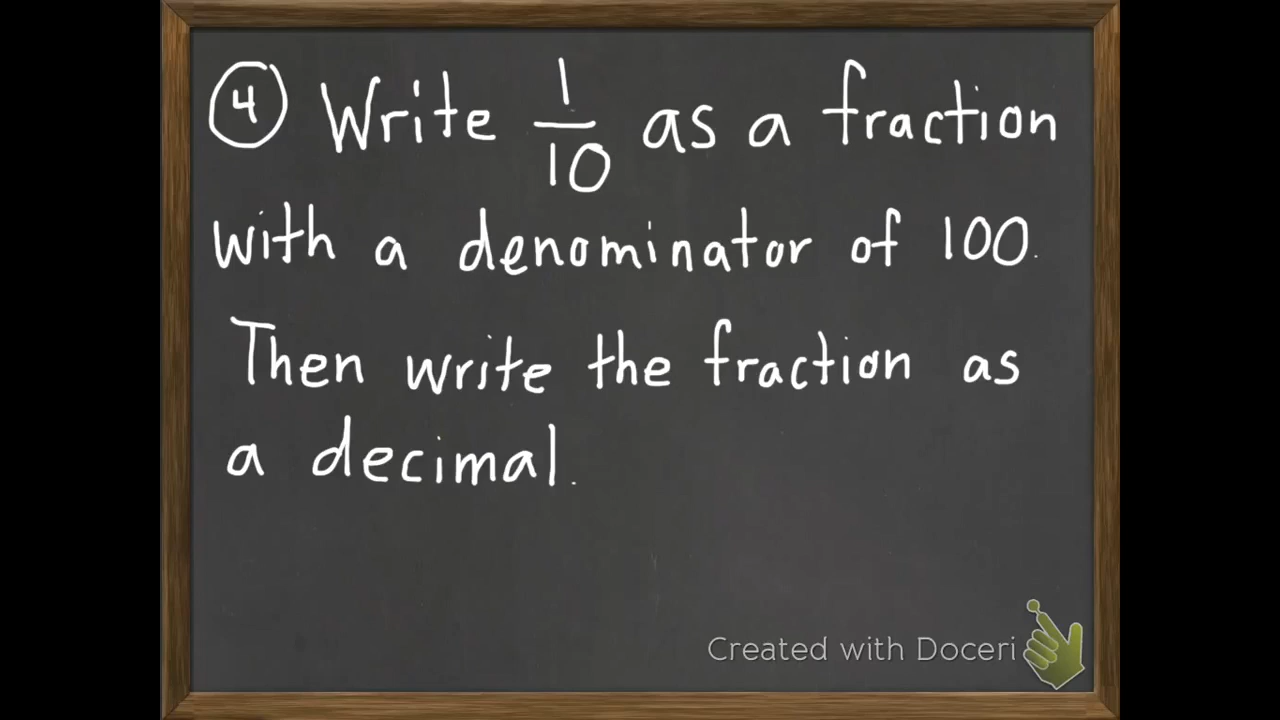 4 Write 1/10 as a fraction
with a denominator of 100.
Then write the fraction as
a decimal.
Created with Doceri